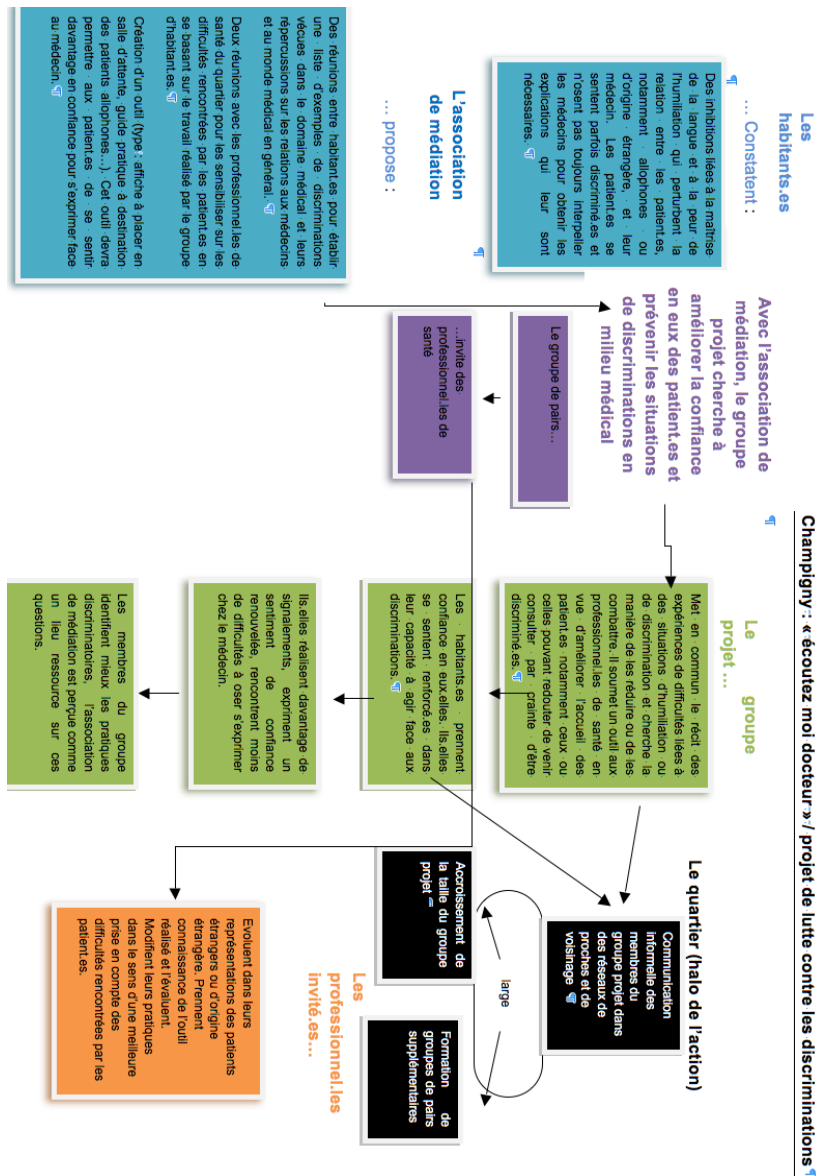 Champigny : « écoutez moi docteur » / projet de lutte contre les discriminations ¶
Les
habitants.es
… Constatent :
¶
Des inhibitions liées à la maîtrise
de la langue et à la peur de
l'humiliation qui perturbent la
relation entre les patient.es,
notamment allophones ou
d'origine étrangère, et leur
médecin. Les patient.es se
sentent parfois discriminé.es et
n'osent pas toujours interpeller
les médecins pour obtenir les
explications qui leur sont
nécessaires. ¶
L'association
de médiation
¶
… propose :
Des réunions entre habitant.es pour établir
une liste d'exemples de discriminations
vécues dans le domaine médical et leurs
répercussions sur les relations aux médecins
et au monde médical en général. ¶
Deux réunions avec les professionnel.les de
santé du quartier pour les sensibiliser sur les
difficultés rencontrées par les patient.es en
se basant sur le travail réalisé par le groupe
d'habitant.es. ¶
Création d'un outil (type : affiche à placer en
salle d'attente, guide pratique à destination
des patients allophones…). Cet outil devra
permettre aux patient.es de se sentir
davantage en confiance pour s'exprimer face
au médecin. ¶
Avec l'association de
médiation, le groupe
projet cherche à
améliorer la confiance
en eux des patient.es et
prévenir les situations
de discriminations en
milieu médical
¶
Le groupe de pairs…
…invite des
professionnel.les de
santé
Le groupe
projet …
Met en commun le récit des
expériences de difficultés liées à
des situations d'humiliation ou
de discrimination et cherche la
manière de les réduire ou de les
combattre. Il soumet un outil aux
professionnel.les de santé en
vue d'améliorer l'accueil des
patient.es notamment ceux ou
celles pouvant redouter de venir
consulter par crainte d'être
discriminé.es. ¶
Les habitants.es prennent
confiance en eux.elles. Ils.elles
se sentent renforcé.es dans
leur capacité à agir face aux
discriminations. ¶
Ils.elles réalisent davantage de
signalements, expriment un
sentiment de confiance
renouvelée, rencontrent moins
de difficultés à oser s'exprimer
chez le médecin.
Les membres du groupe
identifient mieux les pratiques
discriminatoires, l'association
de médiation est perçue comme
un lieu ressource sur ces
questions.
Le quartier (halo de l'action)
Communication
informelle des
membres du
groupe projet dans
des réseaux de
proches et de
voisinage ¶
large
Accroissement de
la taille du groupe
projet ¶
Formation de
groupes de pairs
supplémentaires
Les
professionnel.les
invité.es…
Evoluent dans leurs
représentations des patients
étrangers ou d'origine
étrangère. Prennent
connaissance de l'outil
réalisé et l'évaluent.
Modifient leurs pratiques
dans le sens d'une meilleure
prise en compte des
difficultés rencontrées par les
patient.es.